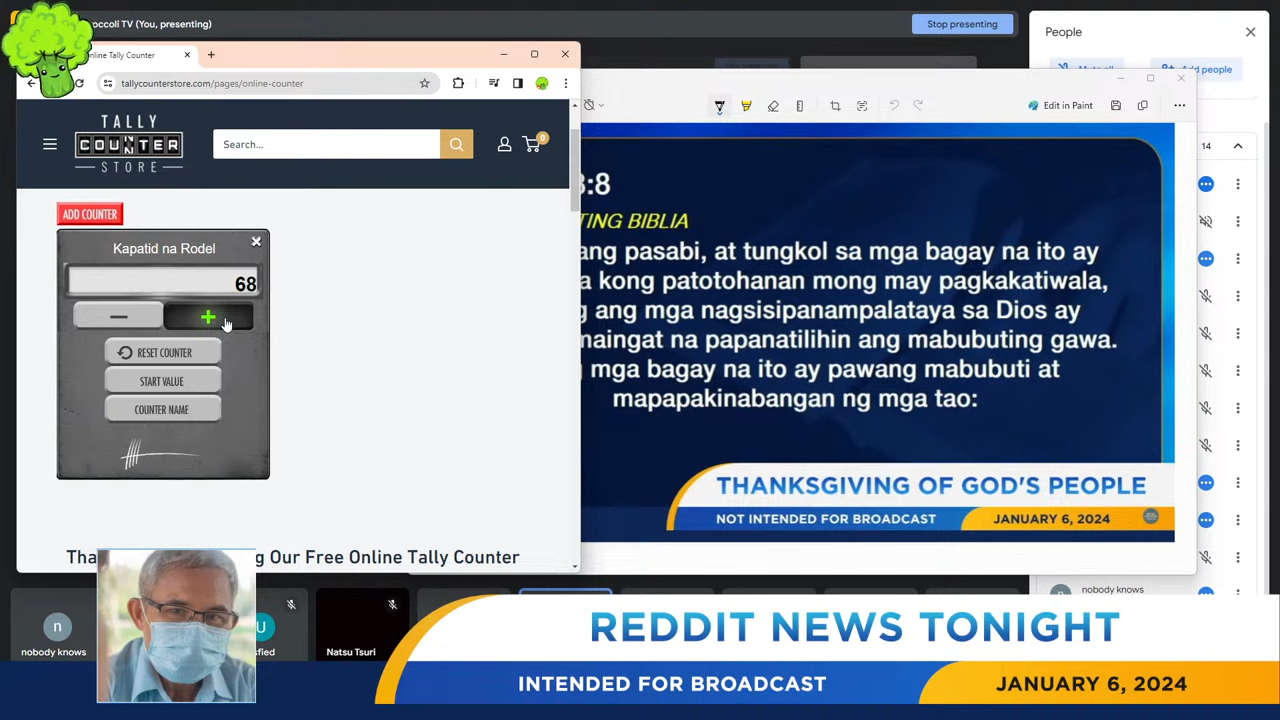 occoli TV (You, presenting)
Stop presenting
People
nline Tally Counter
tallycounterstore.com/pages/online-counter
Add people
Edit in Paint
TALLY
COUNTER
STORE
Search...
0
14
ADD COUNTER
Kapatid na Rodel
68
RESET COUNTER
START VALUE
COUNTER NAME
3:8
TING BIBLIA
ang pasabi, at tungkol sa mga bagay na ito ay
a kong patotohanan mong may pagkakatiwala,
g ang mga nagsisipanampalataya sa Dios ay
maingat na papanatilihin ang mabubuting gawa.
mga bagay na ito ay pawang mabubuti at
mapapakinabangan ng mga tao:
THANKSGIVING OF GOD'S PEOPLE
NOT INTENDED FOR BROADCAST
JANUARY 6, 2024
Tha
g Our Free Online Tally Counter
n
nobody knows
U
sfied
Natsu Tsuri
nobody knows
REDDIT NEWS TONIGHT
INTENDED FOR BROADCAST
JANUARY 6, 2024